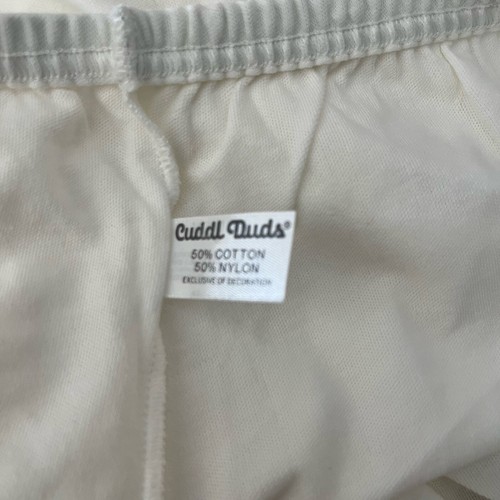 Cuddl Duds®
50% COTTON
50% NYLON
EXCLUSIVE OF DECORATION